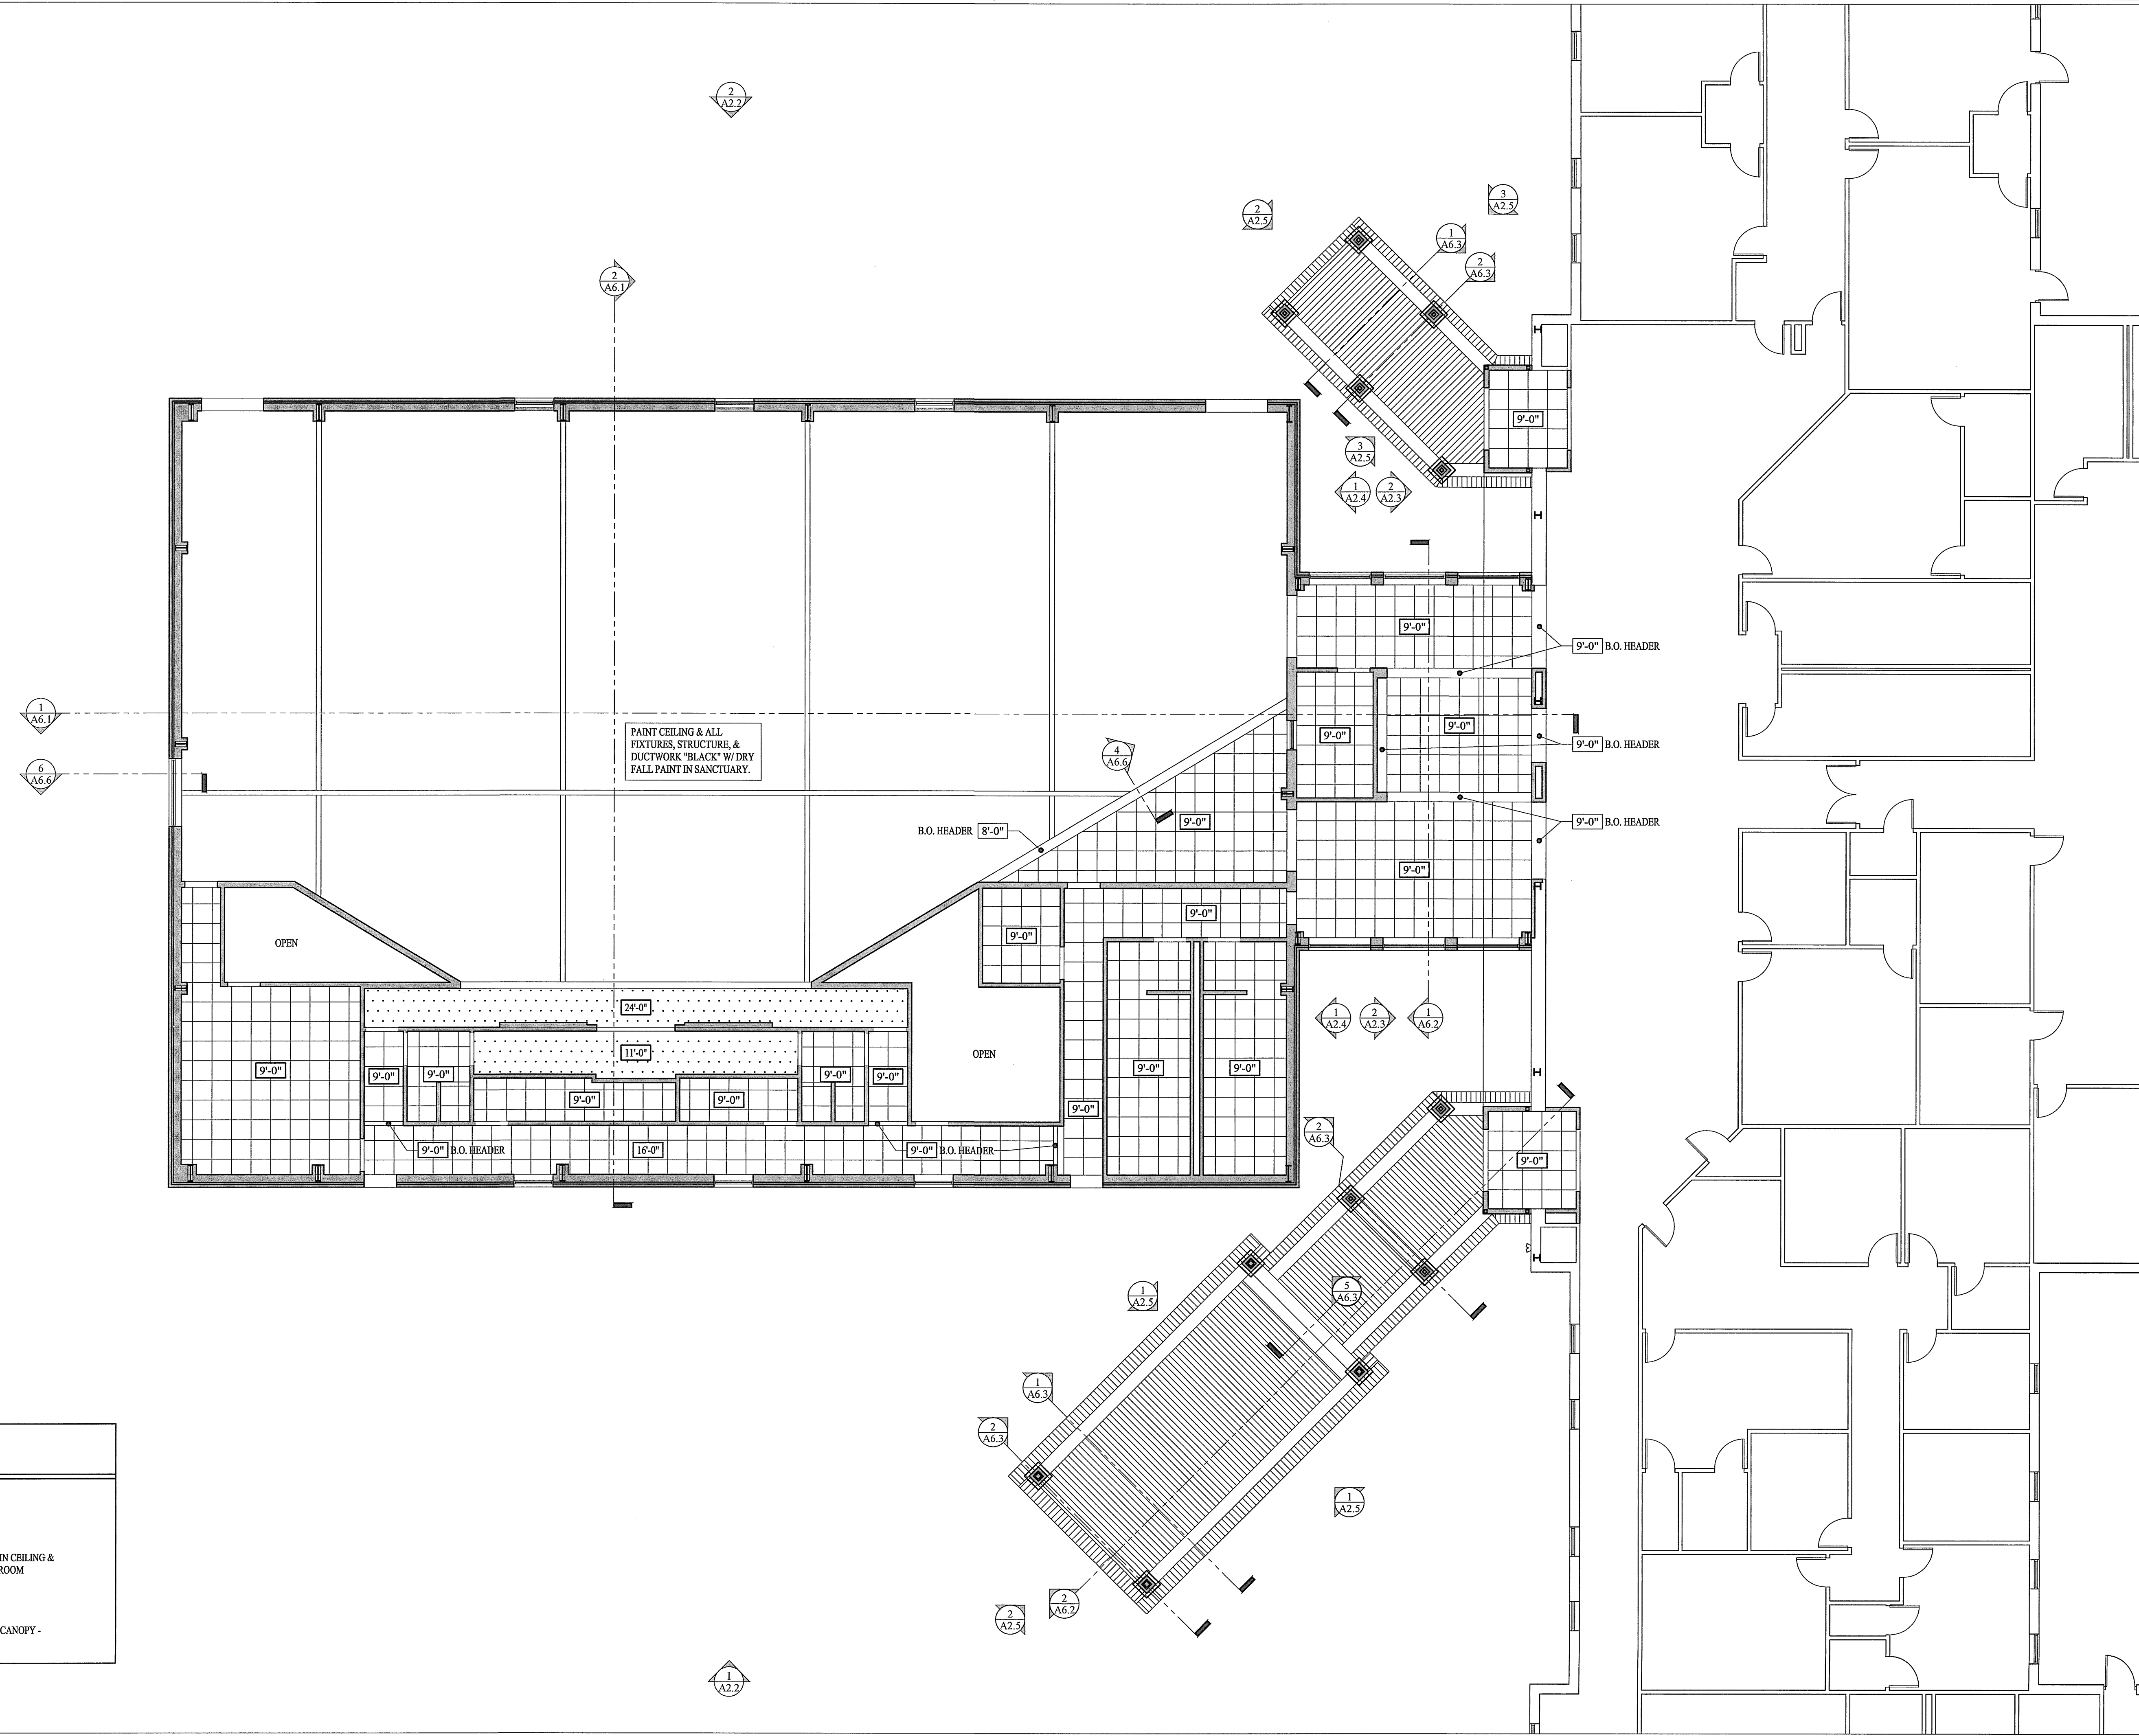 2
A2.2
3
A2.5
2
A2.5
1
A6.3
2
A6.3
2
A6.1
9'-0"
3
A2.5
1
A2.4
2
A2.3
9'-0"
9'-0" B.O. HEADER
1
A6.1
9'-0"
9'-0"
9'-0" B.O. HEADER
PAINT CEILING & ALL
FIXTURES, STRUCTURE, &
DUCTWORK "BLACK" W/ DRY
FALL PAINT IN SANCTUARY.
4
A6.6
6
A6.6
9'-0"
9'-0" B.O. HEADER
B.O. HEADER 8'-0"
9'-0"
9'-0"
9'-0"
OPEN
24'-0"
1
A2.4
2
A2.3
1
A6.2
11'-0"
OPEN
9'-0"
9'-0"
9'-0"
9'-0"
9'-0"
9'-0"
9'-0"
9'-0"
9'-0"
9'-0"
2
A6.3
9'-0" B.O. HEADER
16'-0"
9'-0" B.O. HEADER
9'-0"
5
A6.3
1
A2.5
1
A6.3
2
A6.3
1
A2.5
IN CEILING &
ROOM
2
A6.2
2
A2.5
CANOPY -
1
A2.2